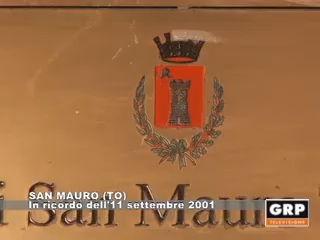 SAN MAURO (TO)
In ricordo dell'11 settembre 2001
GRP
TELEVISIONE
i San Mauro